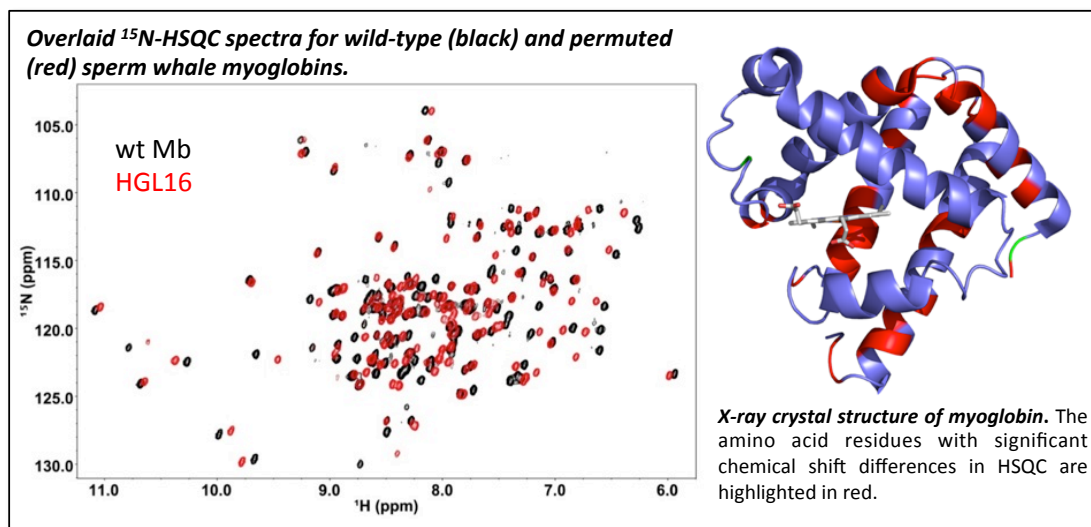 Overlaid ¹⁵N-HSQC spectra for wild-type (black) and permuted
(red) sperm whale myoglobins.
wt Mb
HGL16
105.0
110.0
115.0
120.0
125.0
130.0
¹⁵N (ppm)
11.0 10.0 9.0 8.0 7.0 6.0
¹H (ppm)
X-ray crystal structure of myoglobin. The
amino acid residues with significant
chemical shift differences in HSQC are
highlighted in red.